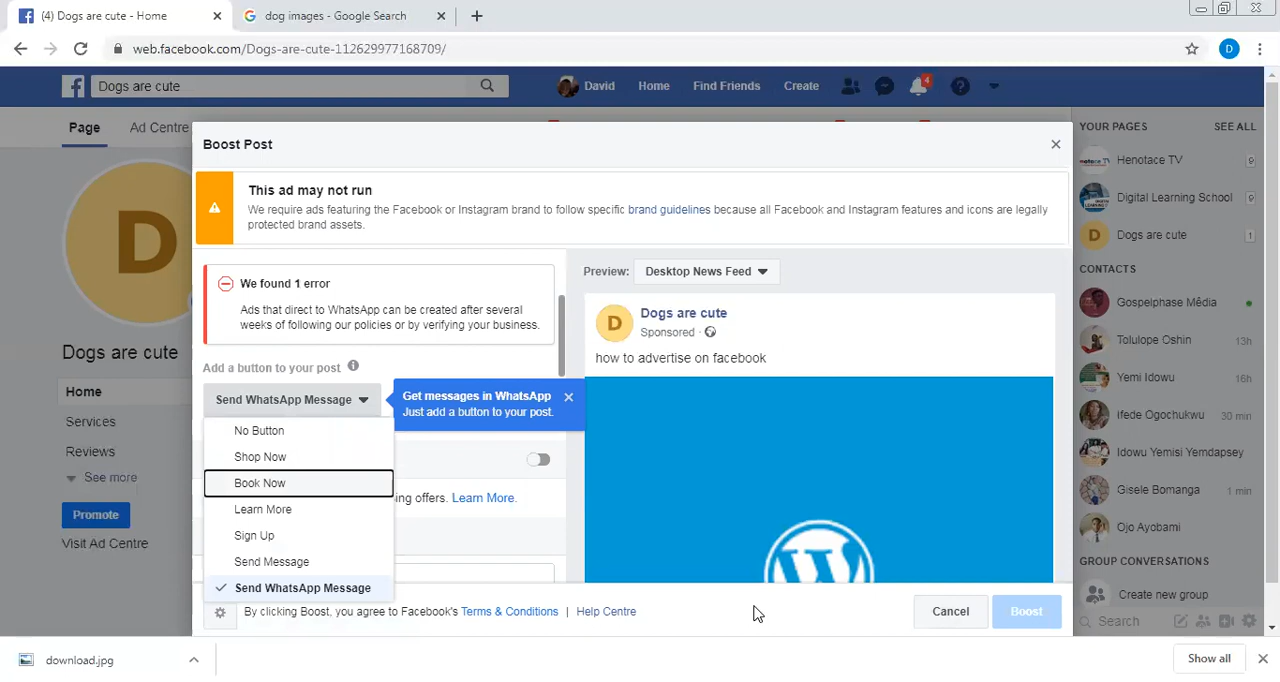 (4) Dogs are cute - Home
dog images - Google Search
web.facebook.com/Dogs-are-cute-112629977168709/
D
Dogs are cute
David
Home
Find Friends
Create
4
Page
Ad Centre
D
Dogs are cute
Home
Services
Reviews
See more
Promote
Visit Ad Centre
Boost Post
This ad may not run
We require ads featuring the Facebook or Instagram brand to follow specific brand guidelines because all Facebook and Instagram features and icons are legally
protected brand assets.
We found 1 error
Ads that direct to WhatsApp can be created after several
weeks of following our policies or by verifying your business.
Add a button to your post
Send WhatsApp Message
Get messages in WhatsApp
Just add a button to your post.
No Button
Shop Now
Book Now
Learn More
Sign Up
Send Message
Send WhatsApp Message
ing offers. Learn More.
Preview:
Desktop News Feed
D
Dogs are cute
Sponsored ·
how to advertise on facebook
By clicking Boost, you agree to Facebook's Terms & Conditions | Help Centre
Cancel
Boost
YOUR PAGES
SEE ALL
Henotace TV
9
Digital Learning School
9
D
Dogs are cute
1
CONTACTS
Gospelphase Mêdia
Tolulope Oshin
13h
Yemi Idowu
16h
ifede Ogochukwu
30 min
Idowu Yemisi Yemdapsey
Gisele Bomanga
1 min
Ojo Ayobami
GROUP CONVERSATIONS
Create new group
Search
download.jpg
Show all